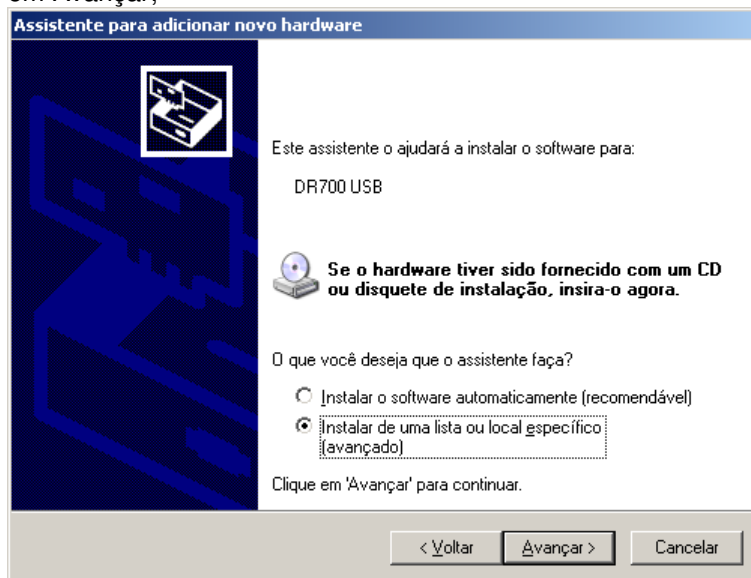 em Avançar;
Assistente para adicionar novo hardware
Este assistente o ajudará a instalar o software para:
DR700 USB
Se o hardware tiver sido fornecido com um CD
ou disquete de instalação, insira-o agora.
O que você deseja que o assistente faça?
Instalar o software automaticamente (recomendável)
Instalar de uma lista ou local específico
(avançado)
Clique em 'Avançar' para continuar.
< Voltar Avançar > Cancelar